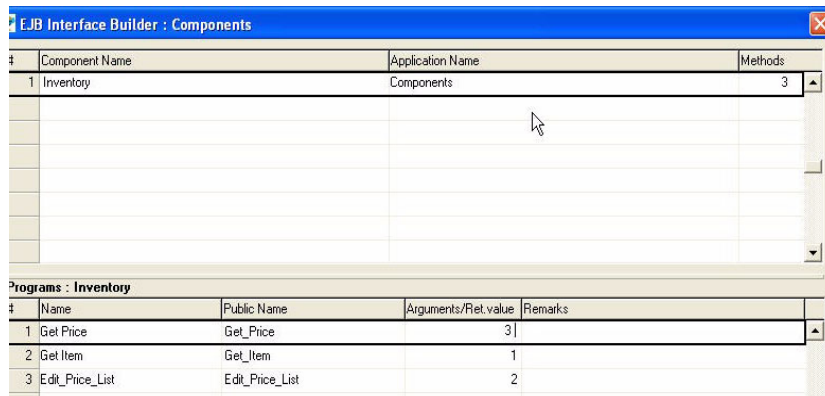 EJB Interface Builder : Components
# Component Name Application Name Methods
1 Inventory Components 3
Programs : Inventory
# Name Public Name Arguments/Ret.value Remarks
1 Get Price Get_Price 3
2 Get Item Get_Item 1
3 Edit_Price_List Edit_Price_List 2